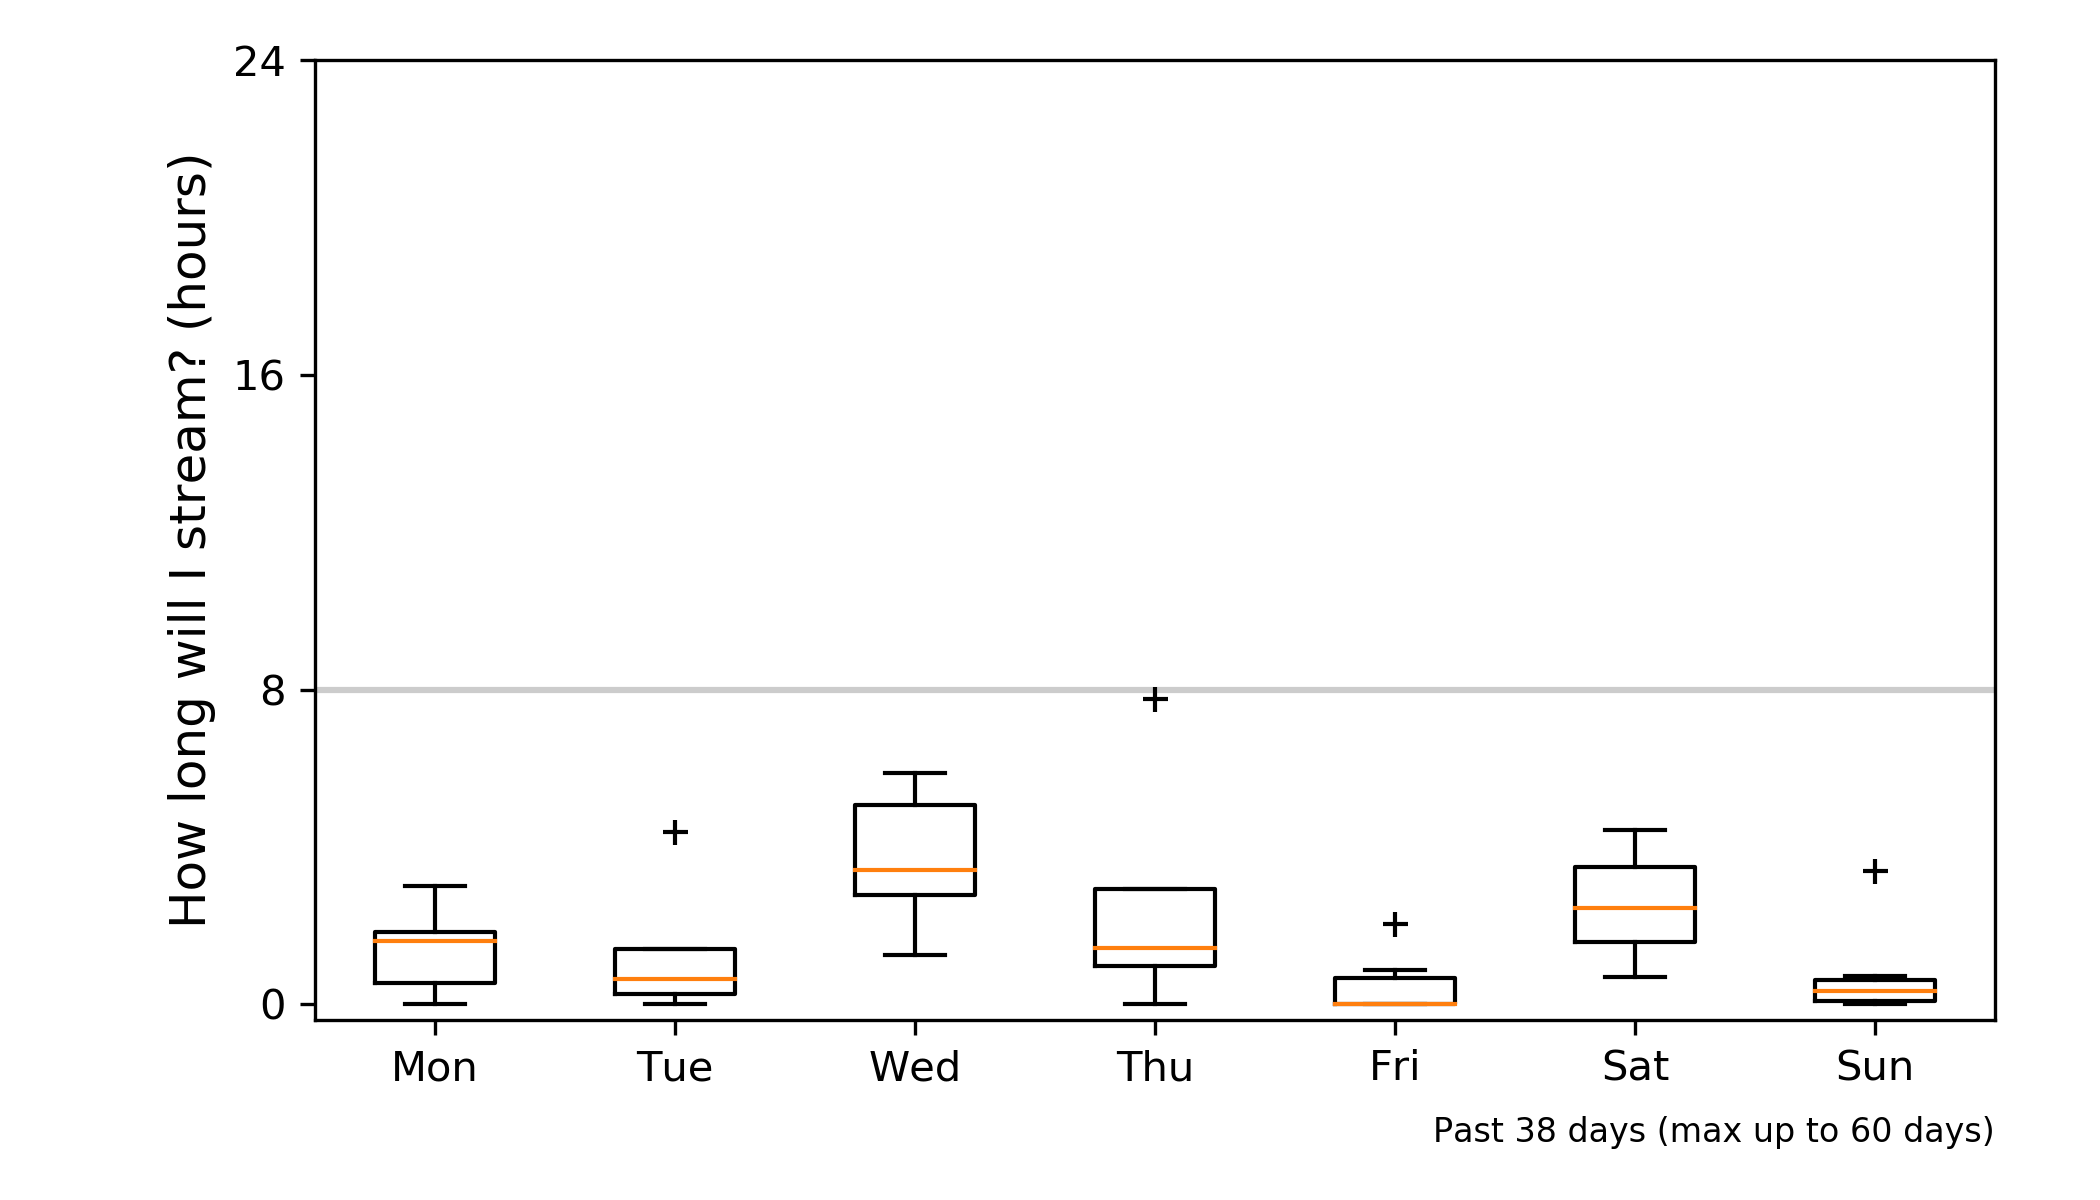 How long will I stream? (hours)
24
16
8
0
Mon Tue Wed Thu Fri Sat Sun
Past 38 days (max up to 60 days)